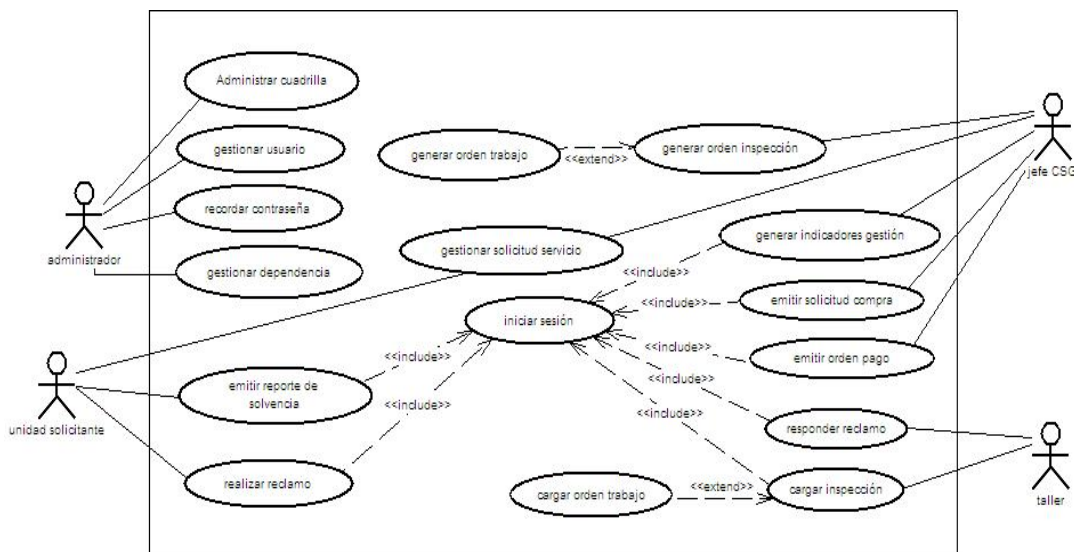 Administrar cuadrilla
gestionar usuario
recordar contraseña
gestionar dependencia
administrador
generar orden trabajo
<<extend>>
generar orden inspección
jefe CSG
gestionar solicitud servicio
generar indicadores gestión
<<include>>
emitir solicitud compra
<<include>>
iniciar sesión
emitir orden pago
<<include>>
<<include>>
emitir reporte de
solvencia
<<include>>
unidad solicitante
<<include>>
<<include>>
responder reclamo
realizar reclamo
cargar orden trabajo
<<extend>>
cargar inspección
taller